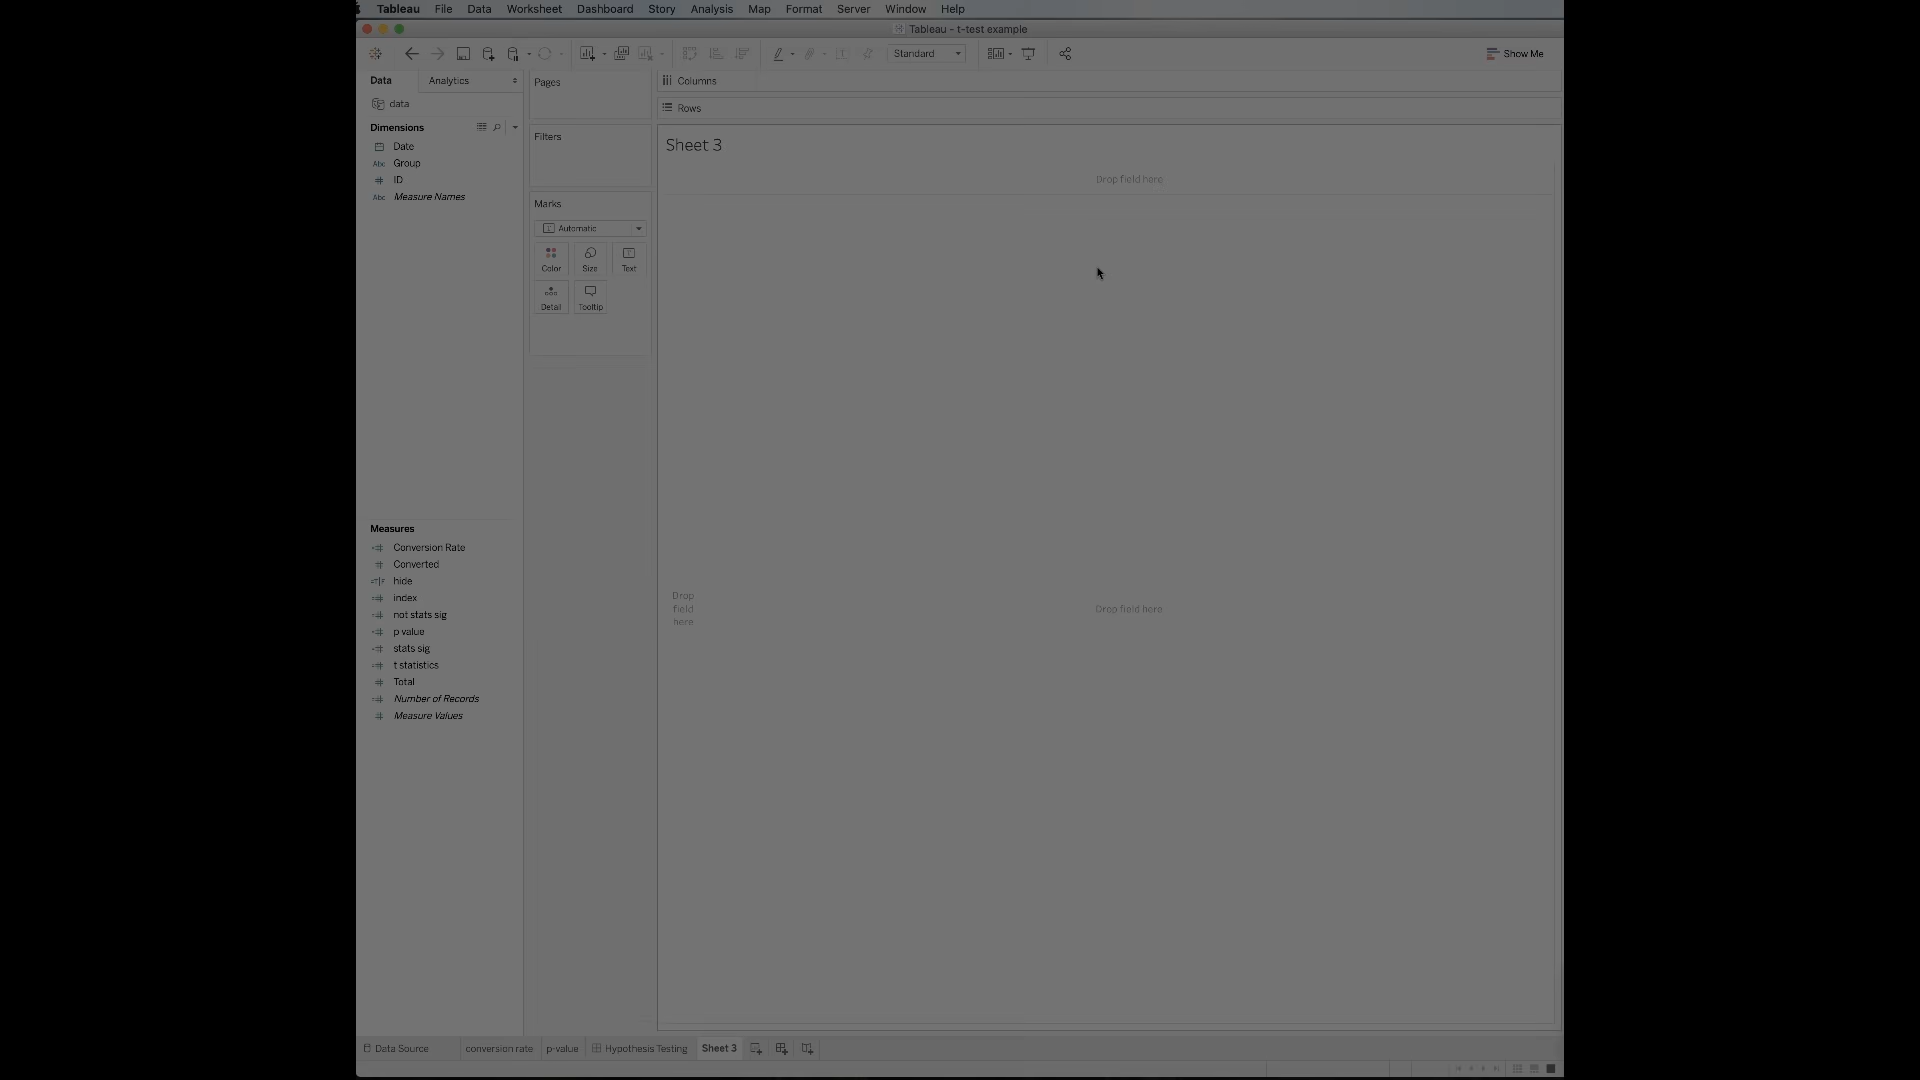 Tableau File Data Worksheet Dashboard Story Analysis Map Format Server Window Help
Tableau - t-test example
Standard
Show Me
Data
Analytics
data
Dimensions
Date
Abc Group
ID
Abc Measure Names
Measures
Conversion Rate
Converted
hide
index
not stats sig
p value
stats sig
t statistics
Total
Number of Records
Measure Values
Pages
Filters
Marks
Automatic
Color Size Text
Detail Tooltip
Columns
Rows
Sheet 3
Drop field here
Drop
field
here
Drop field here
Data Source conversion rate p-value Hypothesis Testing Sheet 3